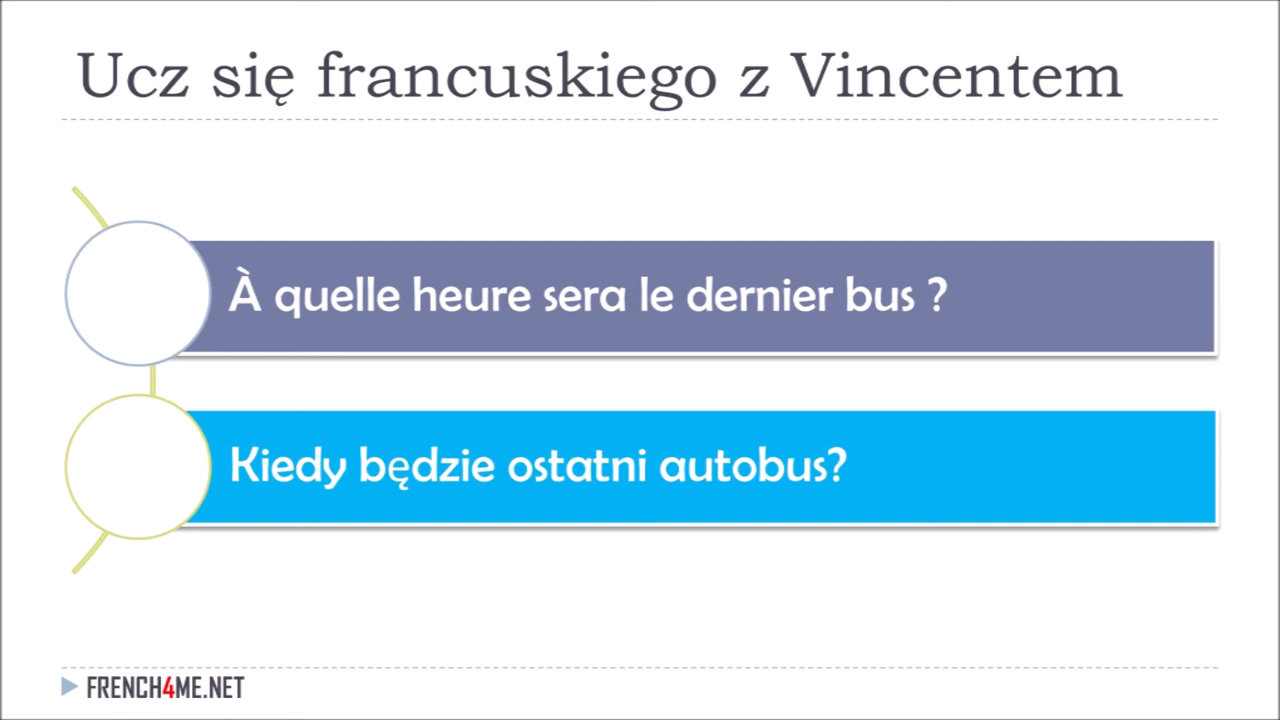 Ucz się francuskiego z Vincentem
À quelle heure sera le dernier bus ?
Kiedy będzie ostatni autobus?
FRENCH4ME.NET